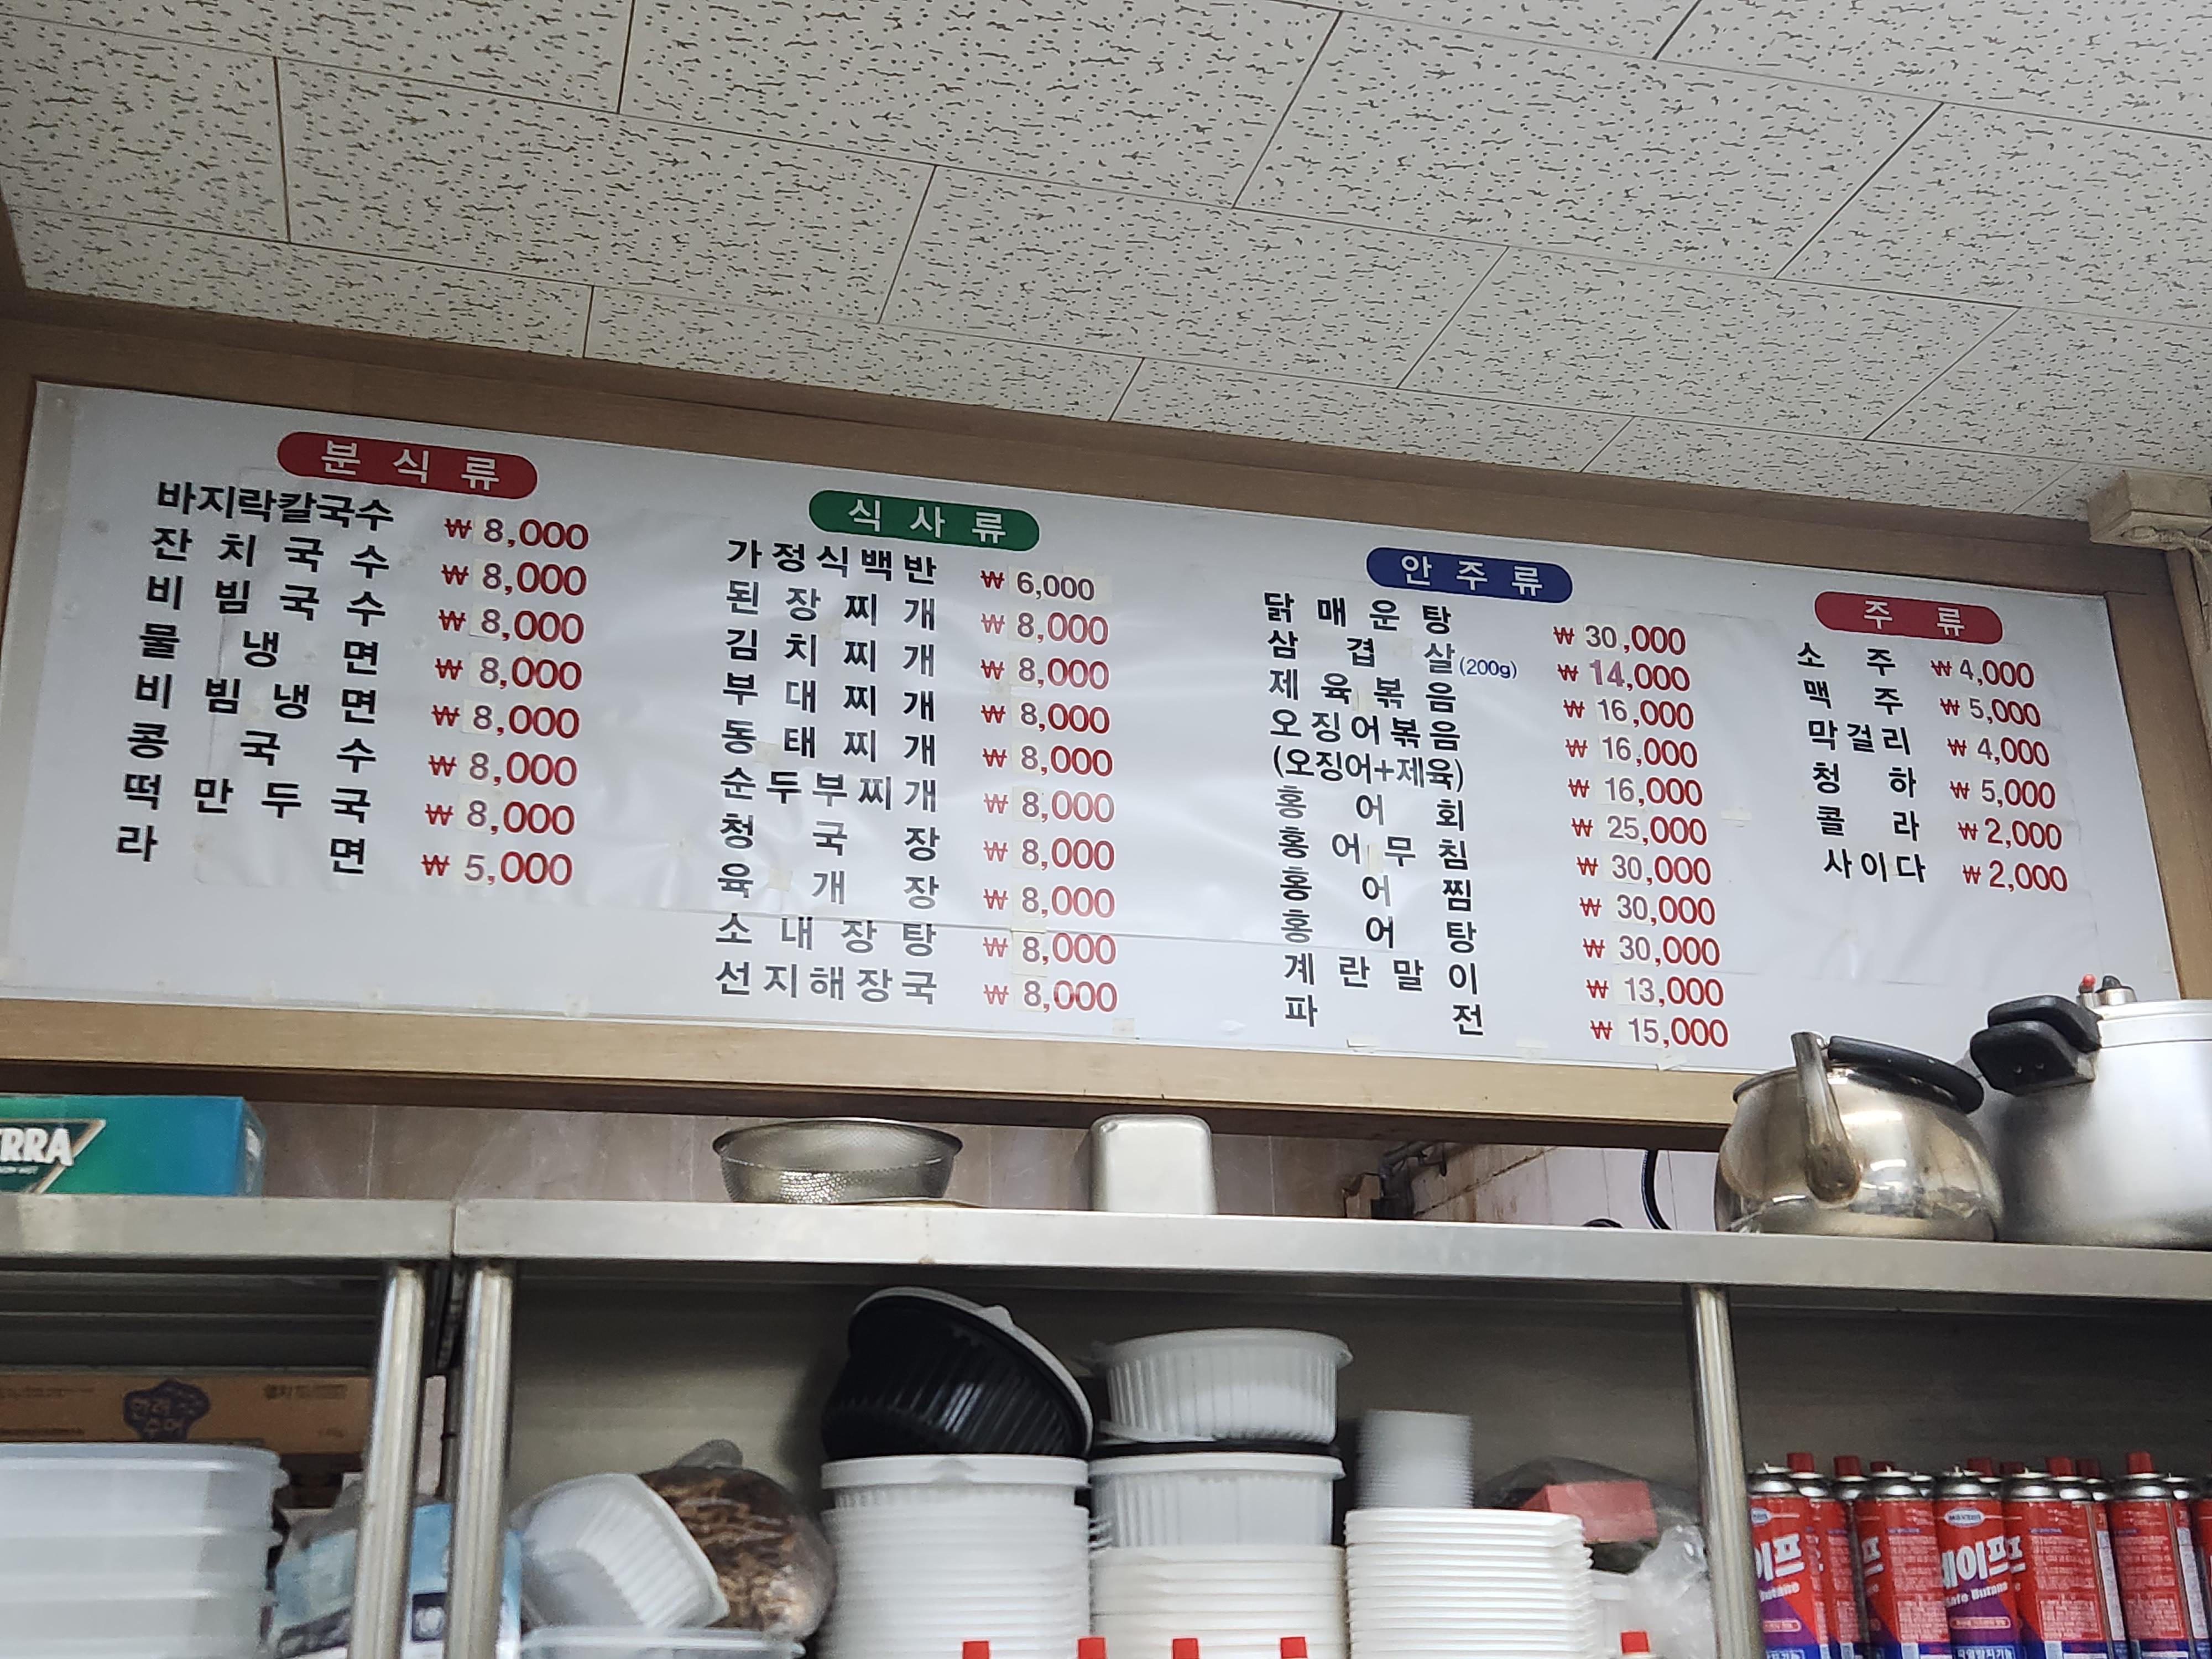 분식류
바지락칼국수 ₩8,000
잔치국수 ₩8,000
비빔국수 ₩8,000
물냉면 ₩8,000
비빔냉면 ₩8,000
콩국수 ₩8,000
떡만두국 ₩8,000
라면 ₩5,000
식사류
가정식백반 ₩6,000
된장찌개 ₩8,000
김치찌개 ₩8,000
부대찌개 ₩8,000
동태찌개 ₩8,000
순두부찌개 ₩8,000
청국장 ₩8,000
육개장 ₩8,000
소내장탕 ₩8,000
선지해장국 ₩8,000
안주류
닭매운탕 ₩30,000
삼겹살(200g) ₩14,000
제육볶음 ₩16,000
오징어볶음 ₩16,000
(오징어+제육) ₩16,000
홍어회 ₩25,000
홍어무침 ₩30,000
홍어찜 ₩30,000
홍어탕 ₩30,000
계란말이 ₩13,000
파전 ₩15,000
주류
소주 ₩4,000
맥주 ₩5,000
막걸리 ₩4,000
청하 ₩5,000
콜라 ₩2,000
사이다 ₩2,000
ERRA
Safe Butane